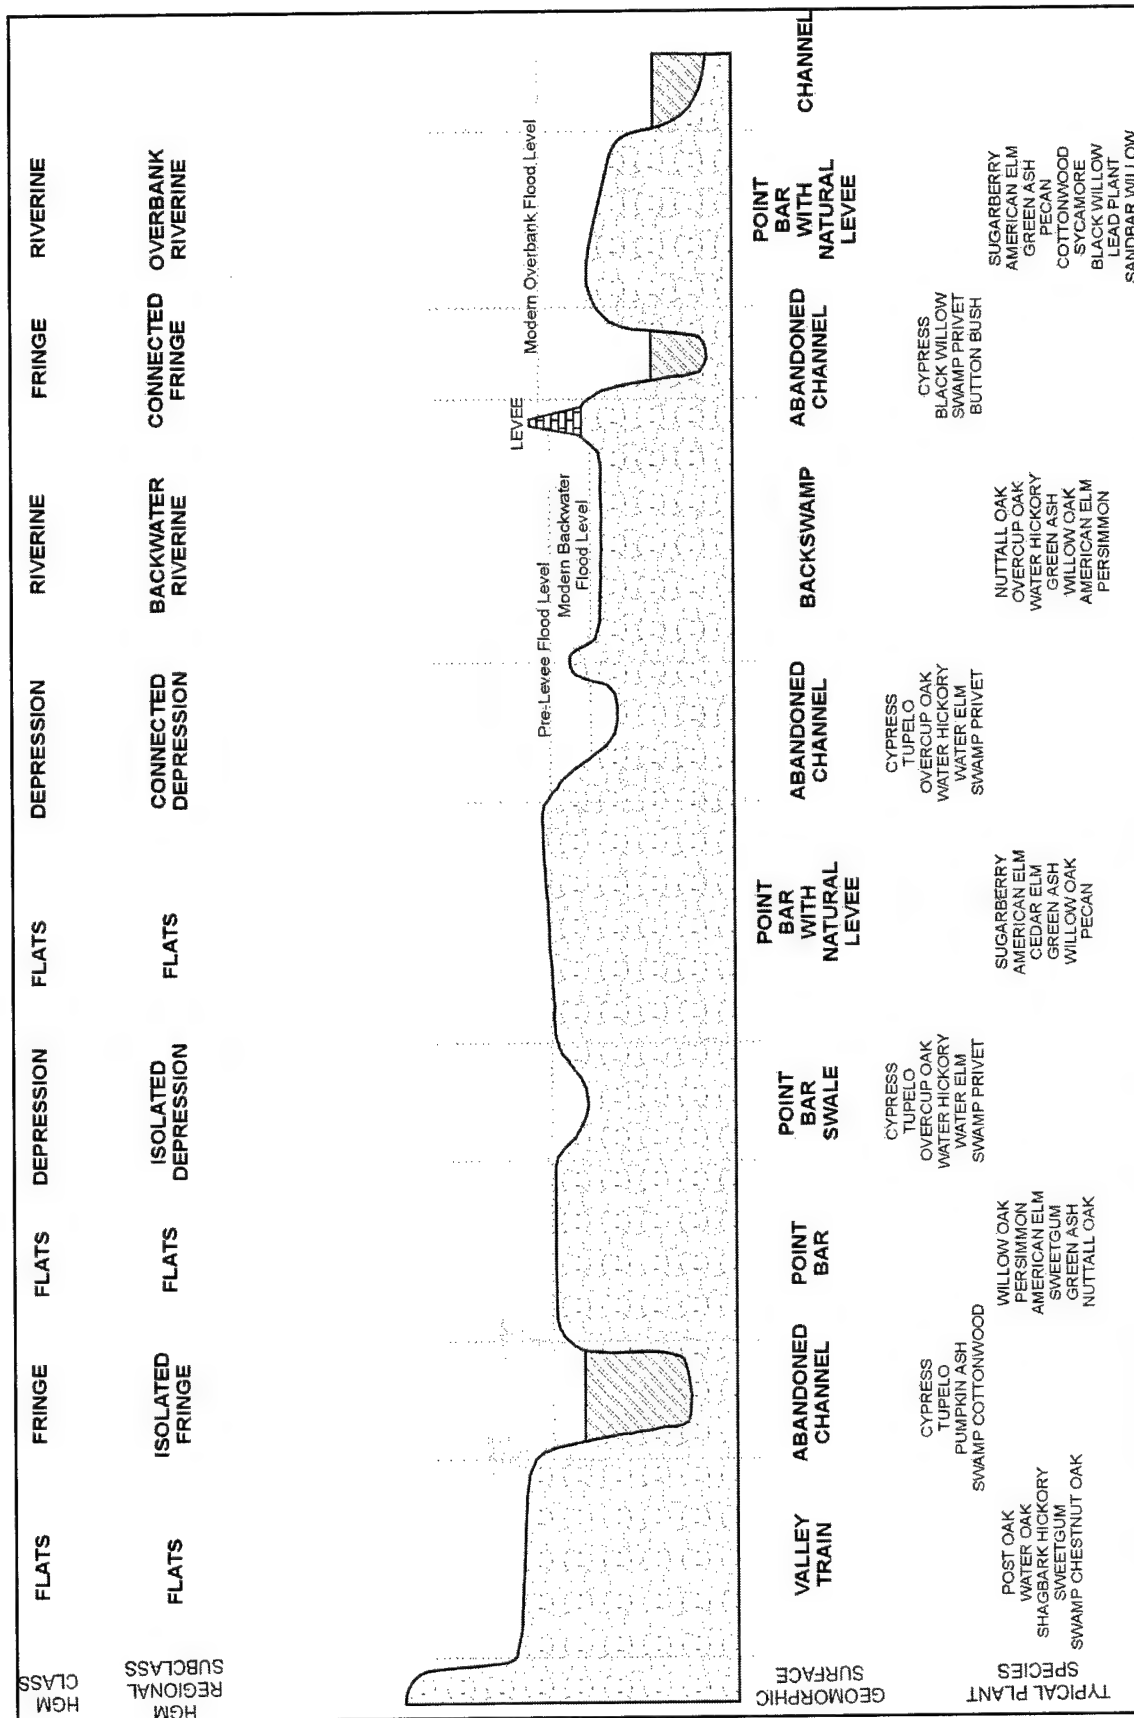 HGM
CLASS
FLATS
FRINGE
FLATS
DEPRESSION
FLATS
DEPRESSION
RIVERINE
FRINGE
RIVERINE
HGM
REGIONAL
SUBCLASS
FLATS
ISOLATED
FRINGE
FLATS
ISOLATED
DEPRESSION
FLATS
CONNECTED
DEPRESSION
BACKWATER
RIVERINE
CONNECTED
FRINGE
OVERBANK
RIVERINE
LEVEE
Modern Overbank Flood Level
Pre-Levee Flood Level
Modern Backwater
Flood Level
GEOMORPHIC
SURFACE
VALLEY
TRAIN
ABANDONED
CHANNEL
POINT
BAR
POINT
BAR
SWALE
POINT
BAR
WITH
NATURAL
LEVEE
ABANDONED
CHANNEL
BACKSWAMP
ABANDONED
CHANNEL
POINT
BAR
WITH
NATURAL
LEVEE
CHANNEL
TYPICAL PLANT
SPECIES
POST OAK
WATER OAK
SHAGBARK HICKORY
SWEETGUM
SWAMP CHESTNUT OAK
CYPRESS
TUPELO
PUMPKIN ASH
SWAMP COTTONWOOD
WILLOW OAK
PERSIMMON
AMERICAN ELM
SWEETGUM
GREEN ASH
NUTTALL OAK
CYPRESS
TUPELO
OVERCUP OAK
WATER HICKORY
WATER ELM
SWAMP PRIVET
SUGARBERRY
AMERICAN ELM
CEDAR ELM
GREEN ASH
WILLOW OAK
PECAN
CYPRESS
TUPELO
OVERCUP OAK
WATER HICKORY
WATER ELM
SWAMP PRIVET
NUTTALL OAK
OVERCUP OAK
WATER HICKORY
GREEN ASH
WILLOW OAK
AMERICAN ELM
PERSIMMON
CYPRESS
BLACK WILLOW
SWAMP PRIVET
BUTTON BUSH
SUGARBERRY
AMERICAN ELM
GREEN ASH
PECAN
COTTONWOOD
SYCAMORE
BLACK WILLOW
LEAD PLANT
SANDBAR WILLOW